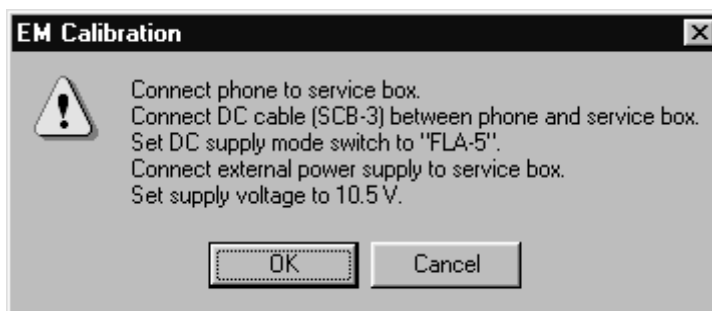 EM Calibration
Connect phone to service box.
Connect DC cable (SCB-3) between phone and service box.
Set DC supply mode switch to "FLA-5".
Connect external power supply to service box.
Set supply voltage to 10.5 V.
OK Cancel